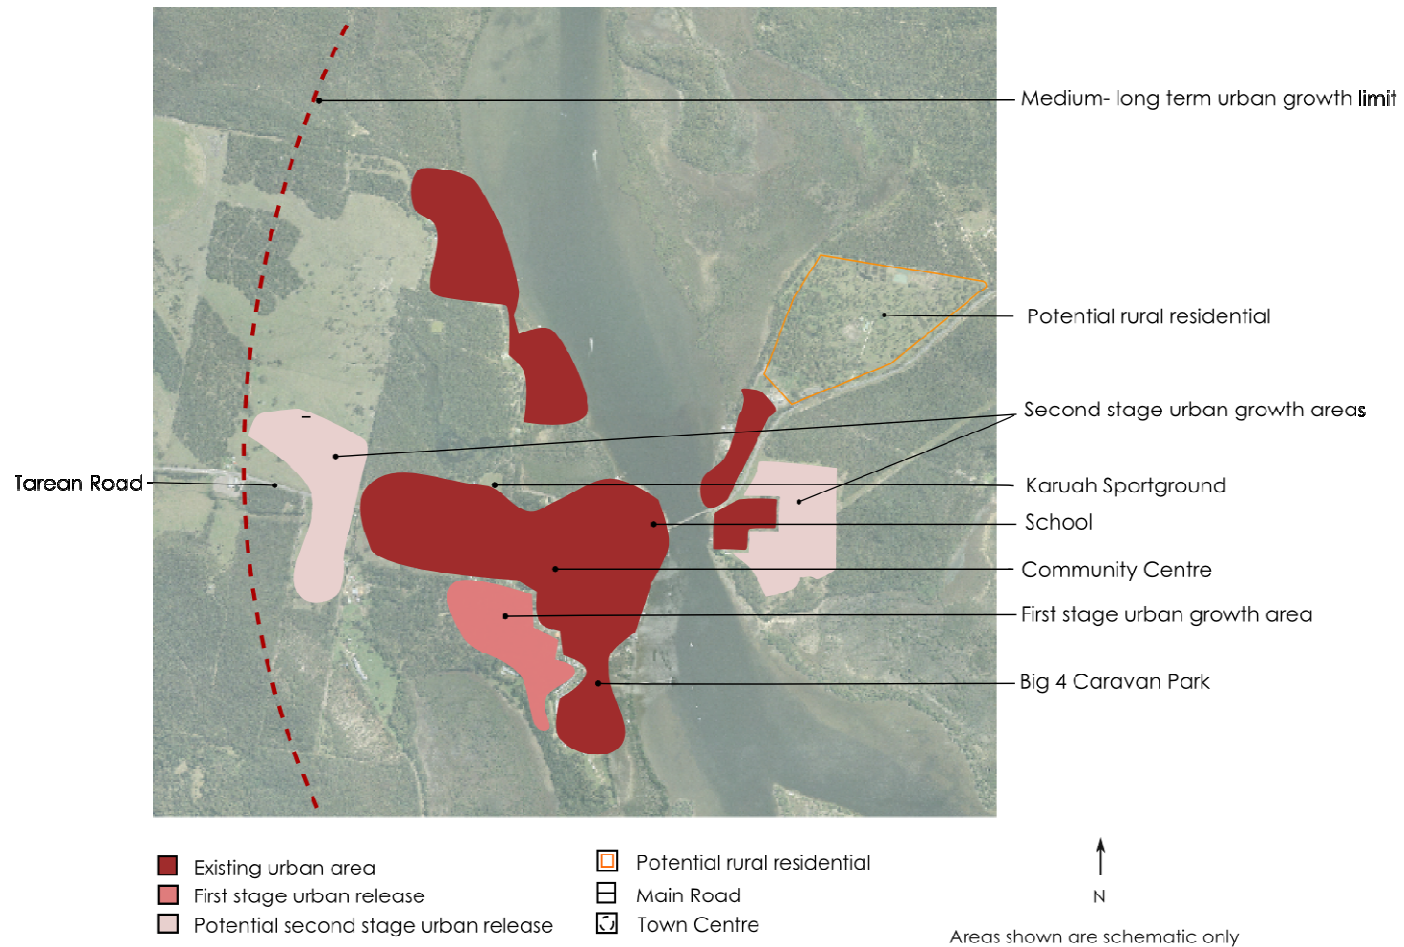 Medium- long term urban growth limit
Potential rural residential
Second stage urban growth areas
Tarean Road
Karuah Sportground
School
Community Centre
First stage urban growth area
Big 4 Caravan Park
Existing urban area
First stage urban release
Potential second stage urban release
Potential rural residential
Main Road
Town Centre
N
Areas shown are schematic only